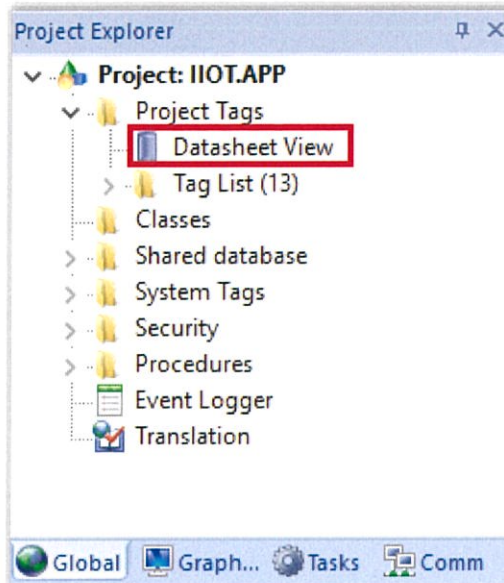 Project Explorer
Project: IIOT.APP
Project Tags
Datasheet View
Tag List (13)
Classes
Shared database
System Tags
Security
Procedures
Event Logger
Translation
Global Graph... Tasks Comm